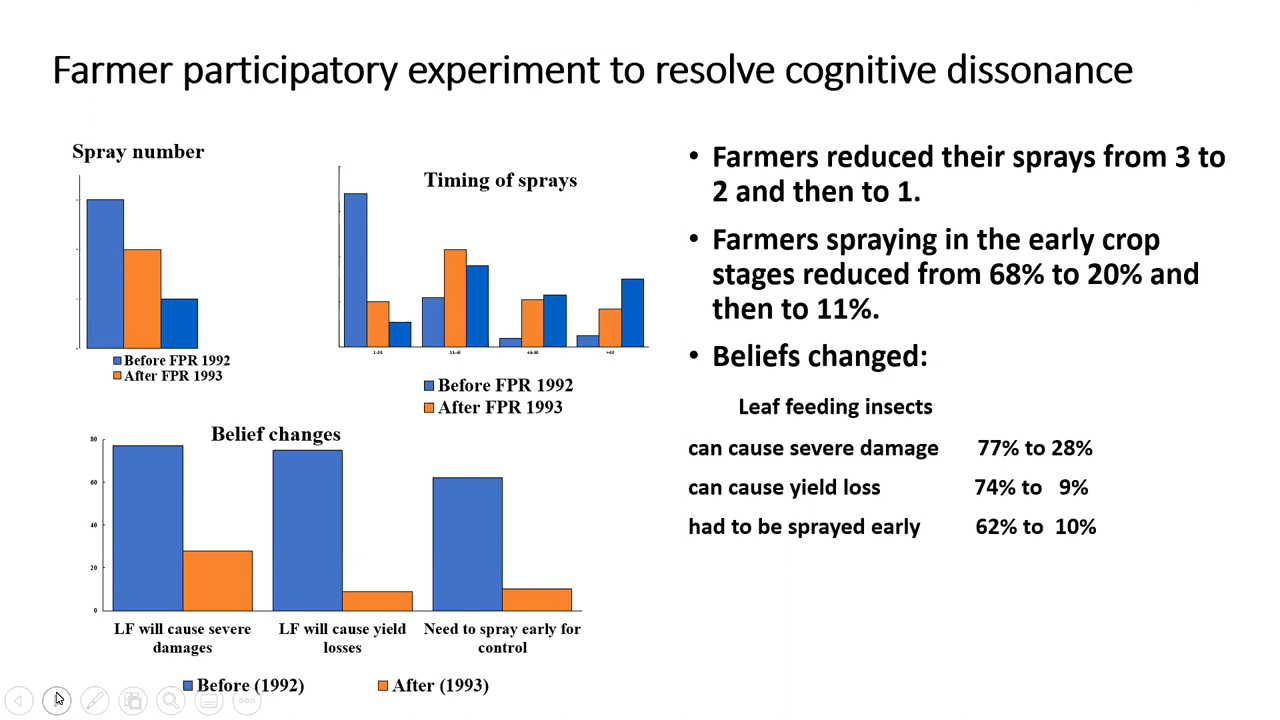 Farmer participatory experiment to resolve cognitive dissonance
Spray number
Before FPR 1992
After FPR 1993
Timing of sprays
Before FPR 1992
After FPR 1993
Belief changes
80
60
40
20
0
LF will cause severe
damages
LF will cause yield
losses
Need to spray early for
control
Before (1992)
After (1993)
• Farmers reduced their sprays from 3 to
2 and then to 1.
• Farmers spraying in the early crop
stages reduced from 68% to 20% and
then to 11%.
• Beliefs changed:
Leaf feeding insects
can cause severe damage 77% to 28%
can cause yield loss 74% to 9%
had to be sprayed early 62% to 10%